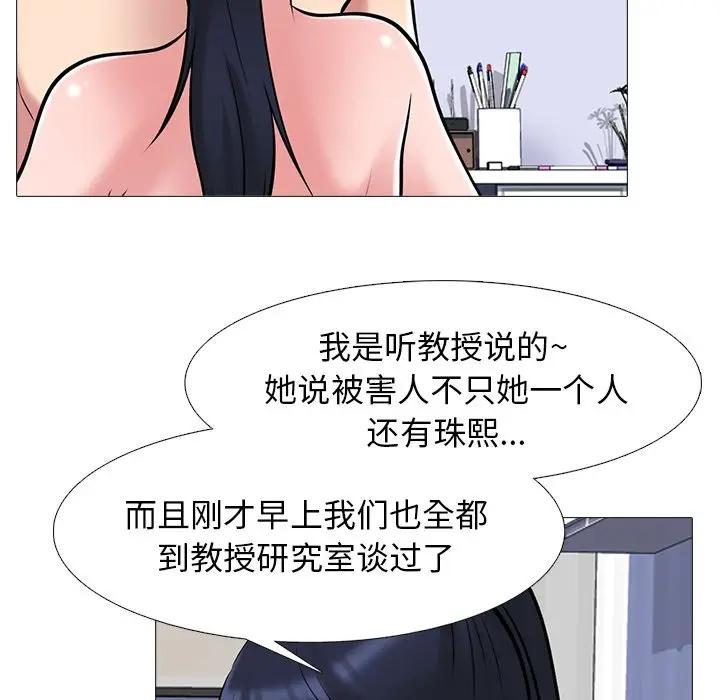 我是听教授说的~
她说被害人不只她一个人
还有珠熙...
而且刚才早上我们也全都
到教授研究室谈过了